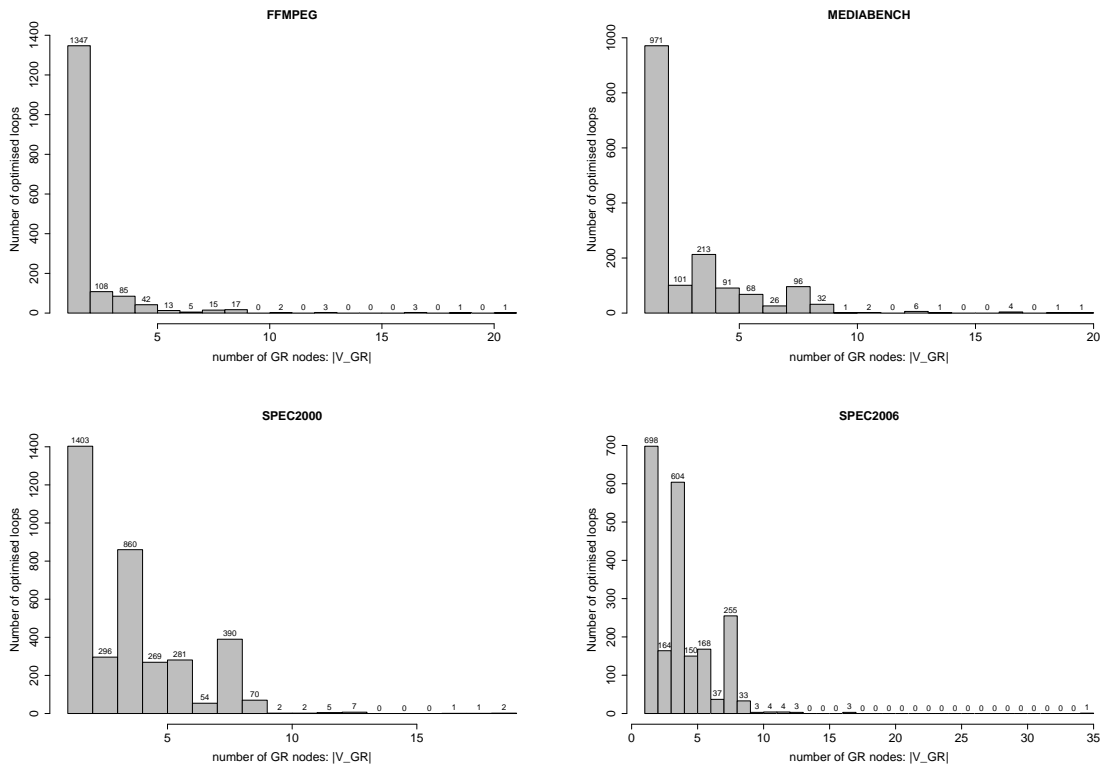 FFMPEG
Number of optimised loops
0 200 400 600 800 1000 1200 1400
1347 108 85 42 13 5 15 17 0 2 0 3 0 0 0 3 0 1 0 1
5 10 15 20
number of GR nodes: |V_GR|
MEDIABENCH
Number of optimised loops
0 200 400 600 800 1000
971 101 213 91 68 26 96 32 1 2 0 6 1 0 0 4 0 1 1
5 10 15 20
number of GR nodes: |V_GR|
SPEC2000
Number of optimised loops
0 200 400 600 800 1000 1200 1400
1403 296 860 269 281 54 390 70 2 2 5 7 0 0 0 1 1 2
5 10 15
number of GR nodes: |V_GR|
SPEC2006
Number of optimised loops
0 100 200 300 400 500 600 700
698 164 604 150 168 37 255 33 3 4 4 3 0 0 0 3 0 0 0 0 0 0 0 0 0 0 0 0 0 0 0 0 0 1
0 5 10 15 20 25 30 35
number of GR nodes: |V_GR|